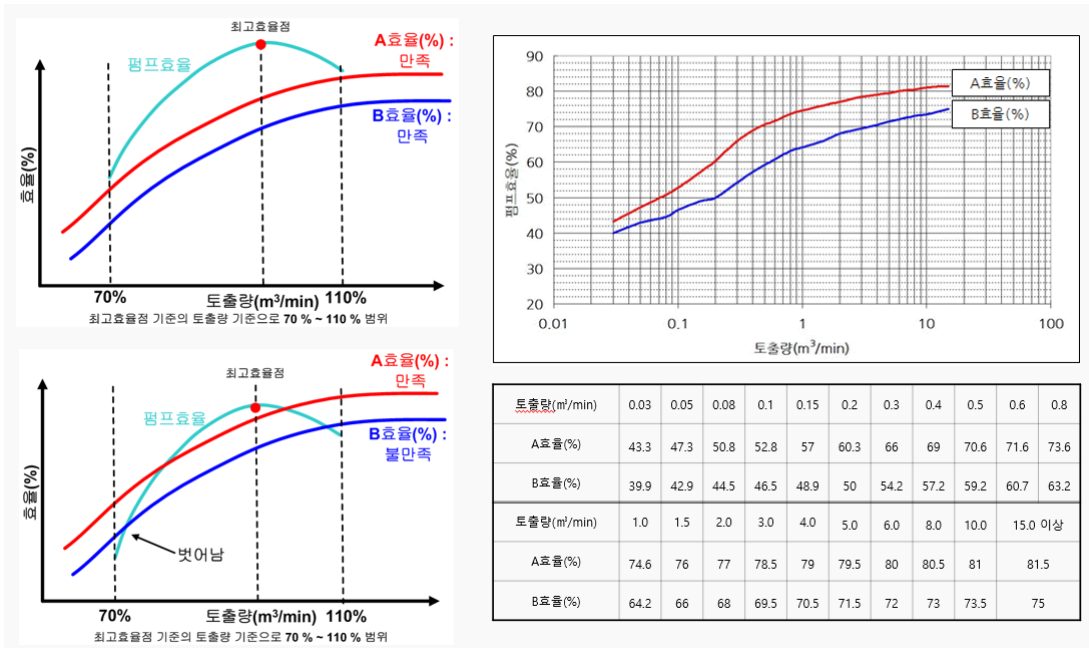 최고효율점
A효율(%) :
만족
펌프효율
B효율(%) :
만족
효율(%)
70%
토출량(m³/min)
110%
최고효율점 기준의 토출량 기준으로 70 % ~ 110 % 범위
최고효율점
A효율(%) :
만족
펌프효율
B효율(%) :
불만족
효율(%)
벗어남
70%
토출량(m³/min)
110%
최고효율점 기준의 토출량 기준으로 70 % ~ 110 % 범위
90
80
70
60
50
40
30
20
펌프효율(%)
A효율(%)
B효율(%)
0.01 0.1 1 10 100
토출량(m³/min)
토출량(㎥/min) 0.03 0.05 0.08 0.1 0.15 0.2 0.3 0.4 0.5 0.6 0.8
A효율(%) 43.3 47.3 50.8 52.8 57 60.3 66 69 70.6 71.6 73.6
B효율(%) 39.9 42.9 44.5 46.5 48.9 50 54.2 57.2 59.2 60.7 63.2
토출량(㎥/min) 1.0 1.5 2.0 3.0 4.0 5.0 6.0 8.0 10.0 15.0 이상
A효율(%) 74.6 76 77 78.5 79 79.5 80 80.5 81 81.5
B효율(%) 64.2 66 68 69.5 70.5 71.5 72 73 73.5 75